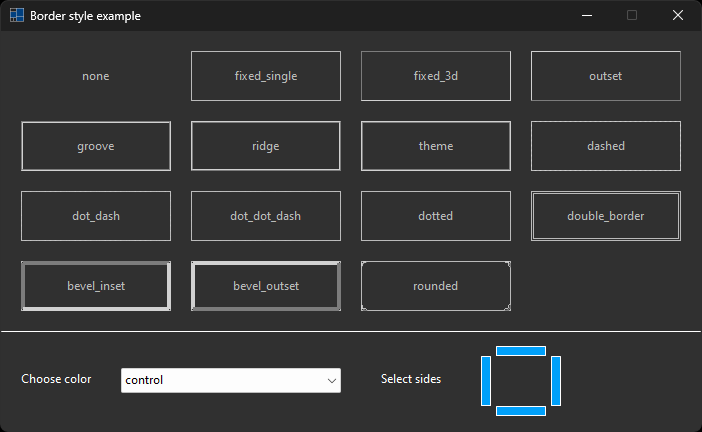 Border style example
none
fixed_single
fixed_3d
outset
groove
ridge
theme
dashed
dot_dash
dot_dot_dash
dotted
double_border
bevel_inset
bevel_outset
rounded
Choose color
control
Select sides